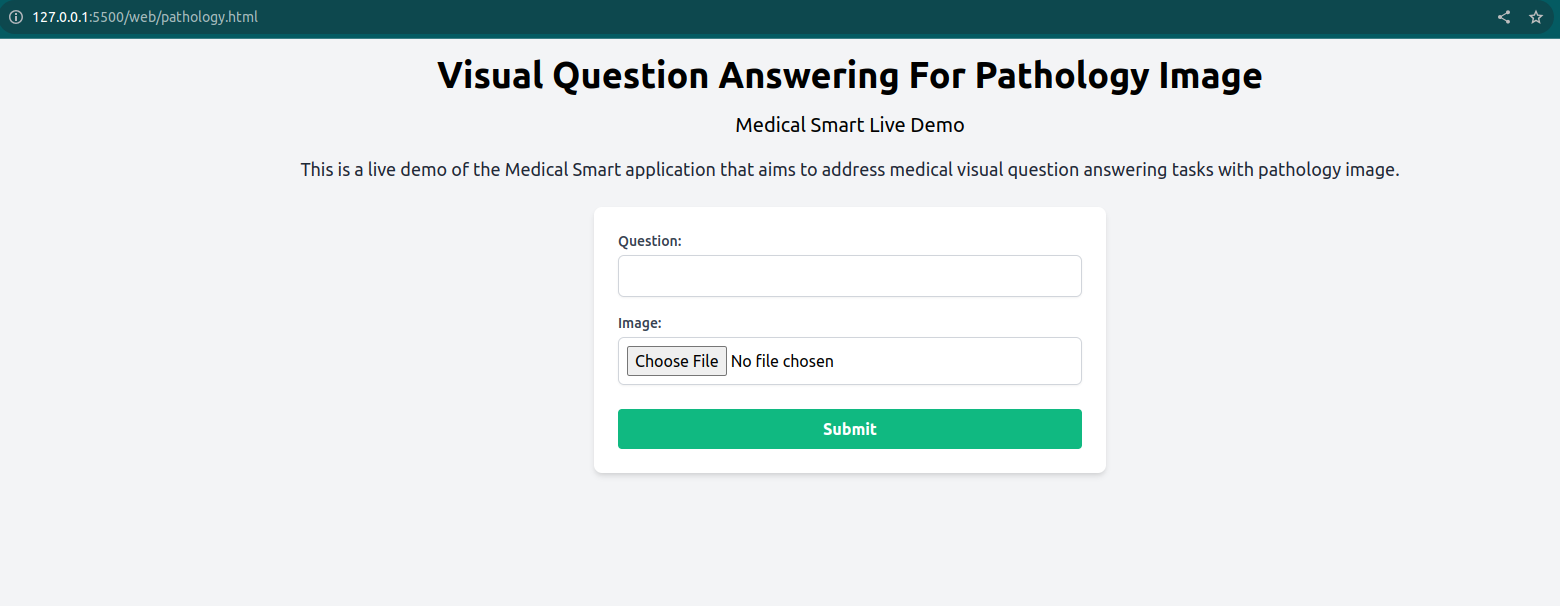 127.0.0.1:5500/web/pathology.html
Visual Question Answering For Pathology Image
Medical Smart Live Demo
This is a live demo of the Medical Smart application that aims to address medical visual question answering tasks with pathology image.
Question:
Image:
Choose File No file chosen
Submit